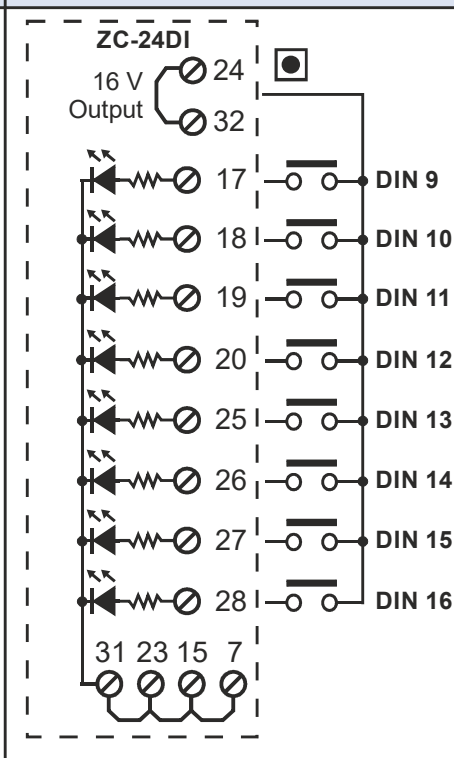 ZC-24DI
16 V
Output
24
32
17 DIN 9
18 DIN 10
19 DIN 11
20 DIN 12
25 DIN 13
26 DIN 14
27 DIN 15
28 DIN 16
31 23 15 7